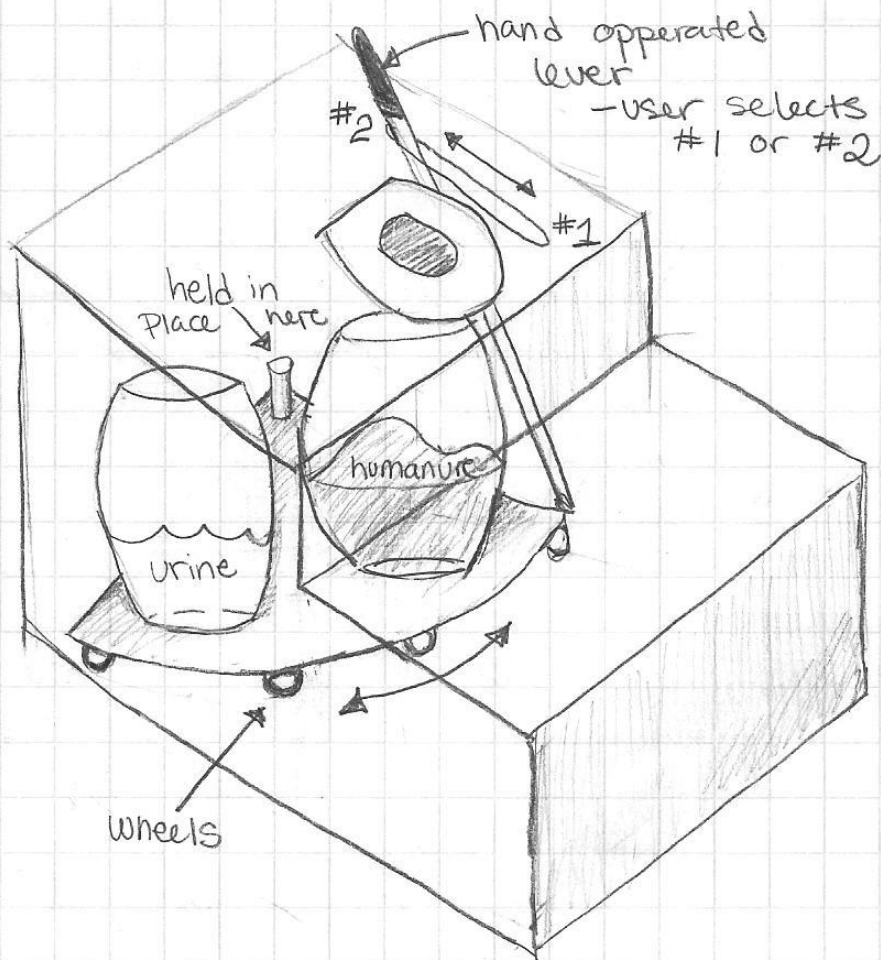 hand opperated
lever
-user selects
#1 or #2
#2
#1
held in
place here
humanure
urine
wheels